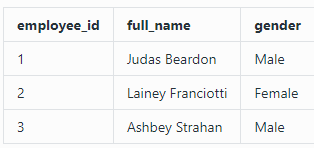 employee_id full_name gender
1 Judas Beardon Male
2 Lainey Franciotti Female
3 Ashbey Strahan Male